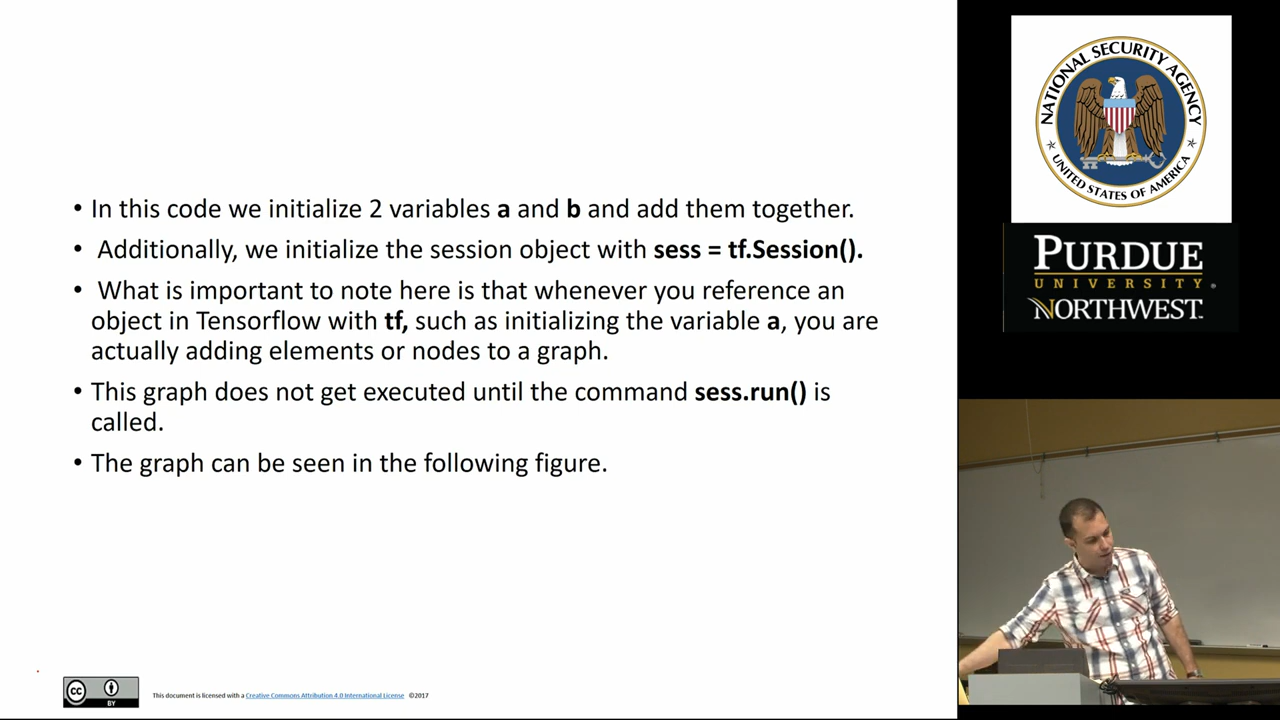 • In this code we initialize 2 variables a and b and add them together.
• Additionally, we initialize the session object with sess = tf.Session().
• What is important to note here is that whenever you reference an
object in Tensorflow with tf, such as initializing the variable a, you are
actually adding elements or nodes to a graph.
• This graph does not get executed until the command sess.run() is
called.
• The graph can be seen in the following figure.
cc BY
This document is licensed with a Creative Commons Attribution 4.0 International License ©2017
NATIONAL SECURITY AGENCY
UNITED STATES OF AMERICA
PURDUE
UNIVERSITY
NORTHWEST